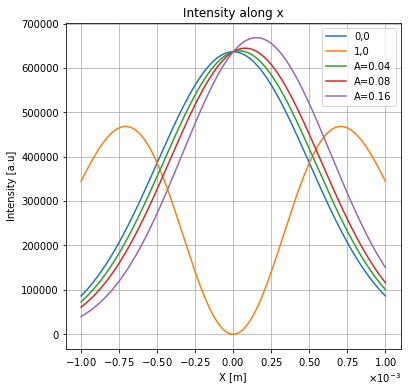 Intensity along x
700000
600000
500000
400000
300000
200000
100000
0
Intensity [a.u]
0,0
1,0
A=0.04
A=0.08
A=0.16
−1.00 −0.75 −0.50 −0.25 0.00 0.25 0.50 0.75 1.00
X [m]
×10⁻³